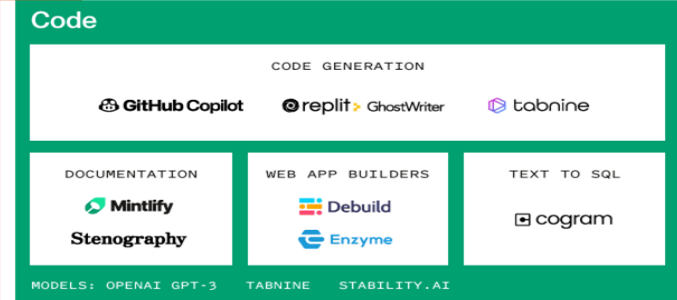 Code
CODE GENERATION
GitHub Copilot
replit GhostWriter
tabnine
DOCUMENTATION
Mintlify
Stenography
WEB APP BUILDERS
Debuild
Enzyme
TEXT TO SQL
cogram
MODELS: OPENAI GPT-3 TABNINE STABILITY.AI